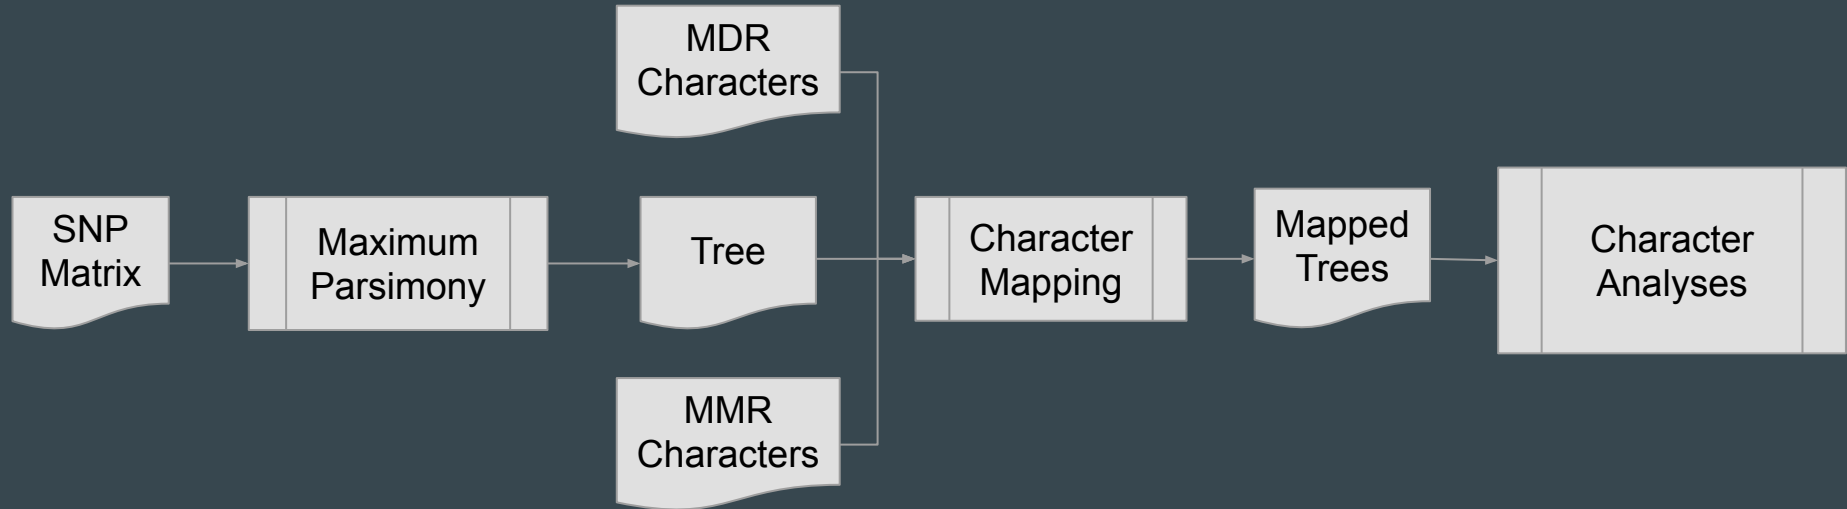 MDR
Characters
SNP
Matrix
Maximum
Parsimony
Tree
Character
Mapping
Mapped
Trees
Character
Analyses
MMR
Characters